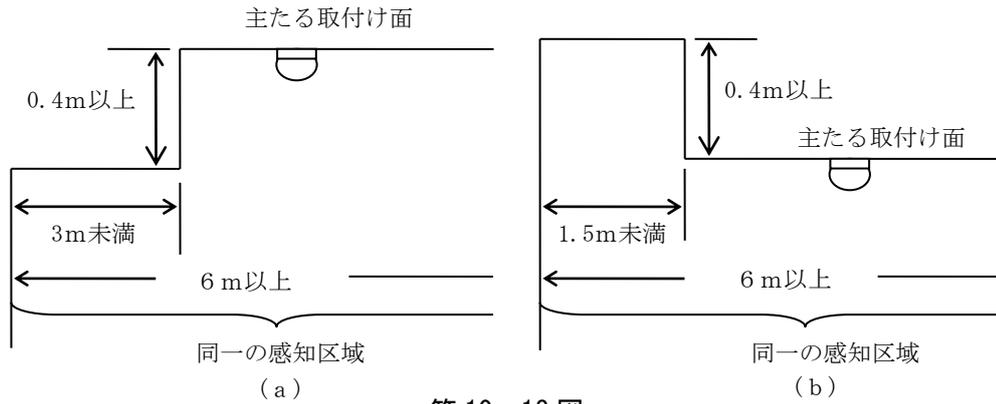 主たる取付け面
0.4m以上
3m未満
6m以上
同一の感知区域
(a)
0.4m以上
主たる取付け面
1.5m未満
6m以上
同一の感知区域
(b)